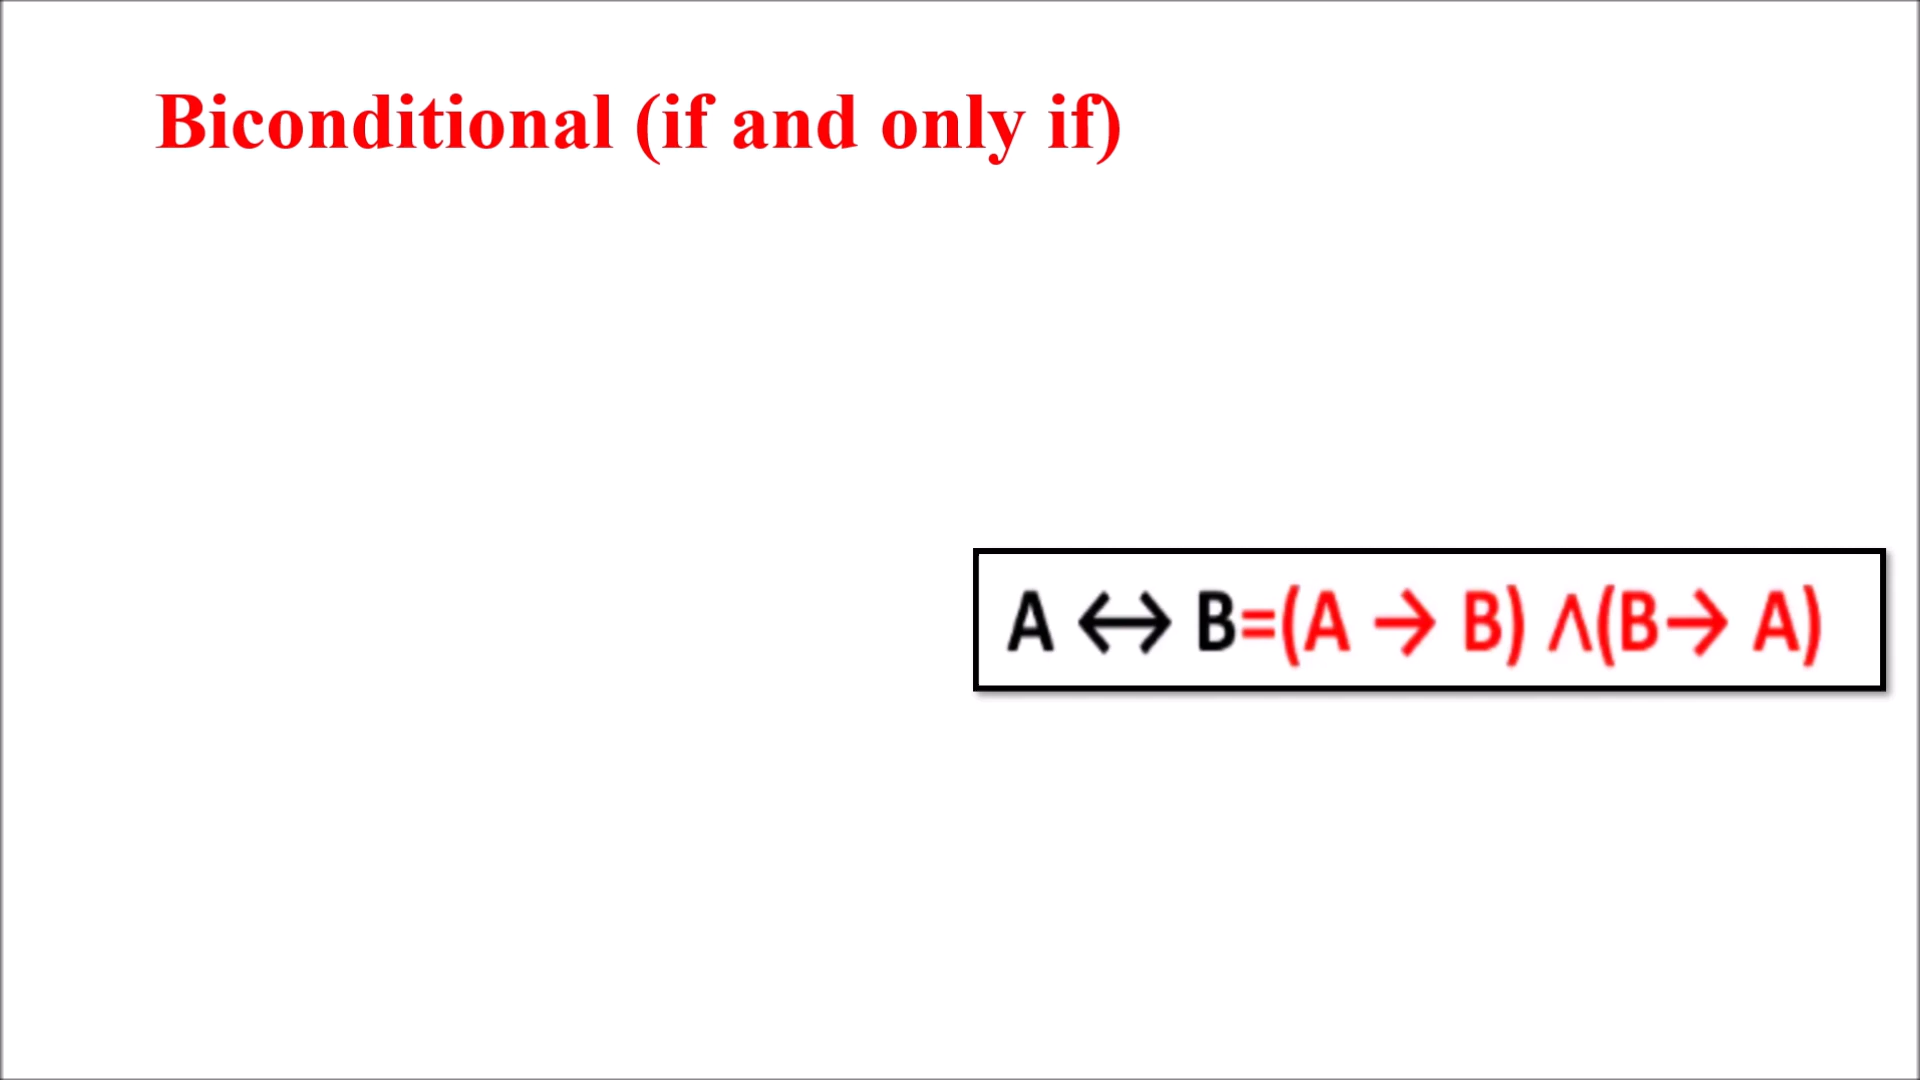 Biconditional (if and only if)
A ↔ B=(A → B) ∧(B→ A)